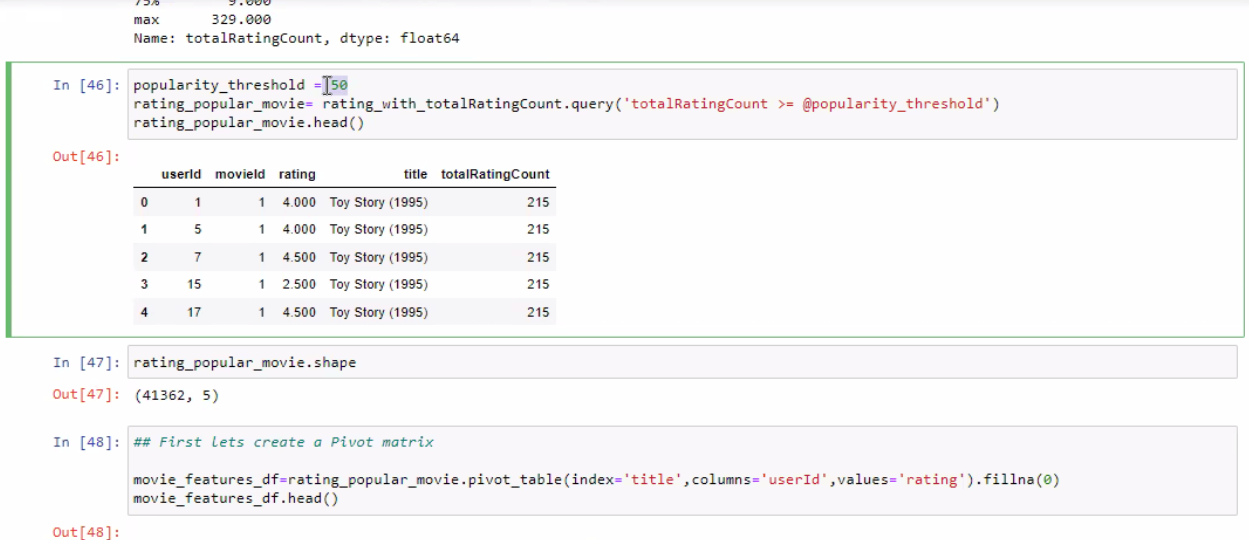 75% 9.000
max 329.000
Name: totalRatingCount, dtype: float64
In [46]: popularity_threshold = 50
rating_popular_movie= rating_with_totalRatingCount.query('totalRatingCount >= @popularity_threshold')
rating_popular_movie.head()
Out[46]:
userId movieId rating title totalRatingCount
0 1 1 4.000 Toy Story (1995) 215
1 5 1 4.000 Toy Story (1995) 215
2 7 1 4.500 Toy Story (1995) 215
3 15 1 2.500 Toy Story (1995) 215
4 17 1 4.500 Toy Story (1995) 215
In [47]: rating_popular_movie.shape
Out[47]: (41362, 5)
In [48]: ## First lets create a Pivot matrix
movie_features_df=rating_popular_movie.pivot_table(index='title',columns='userId',values='rating').fillna(0)
movie_features_df.head()
Out[48]: